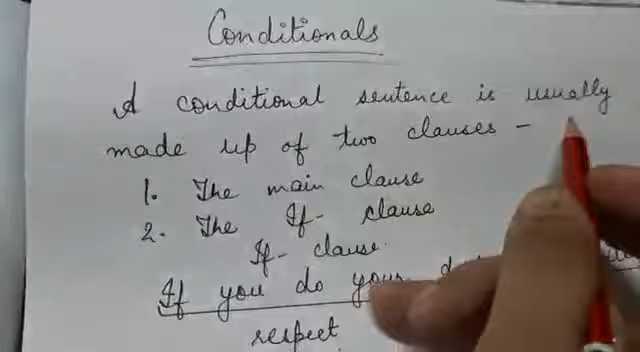 Conditionals
A conditional sentence is usually
made up of two clauses -
1. The main clause
2. The If- clause
If- clause.
If you do your
respect.